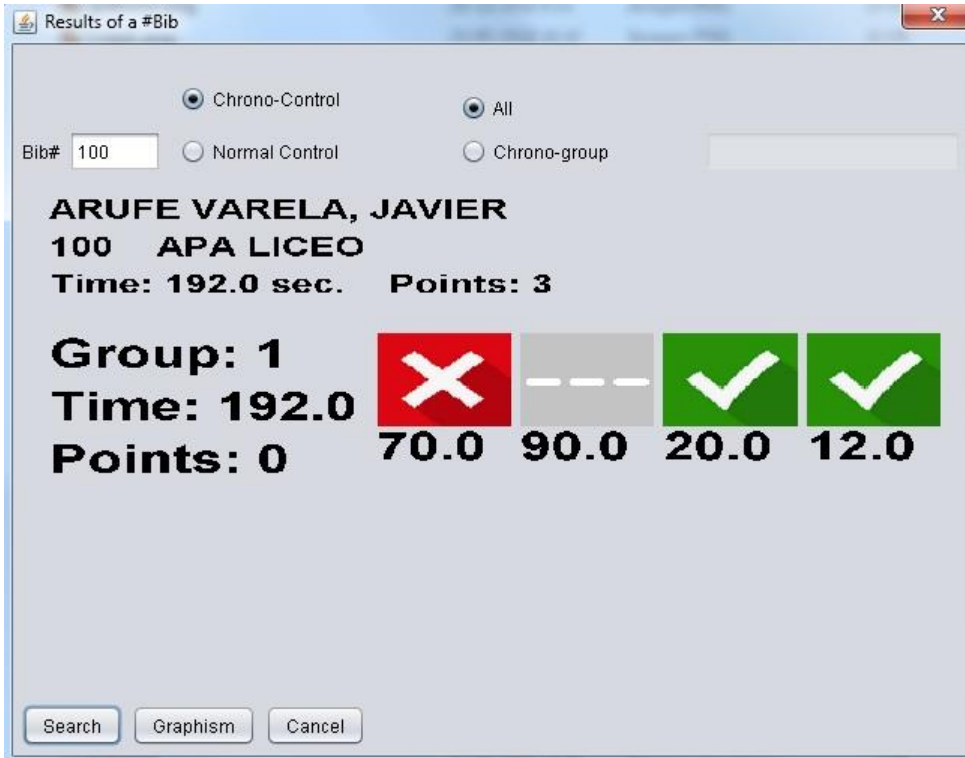 Results of a #Bib
Chrono-Control
All
Bib# 100
Normal Control
Chrono-group
ARUFE VARELA, JAVIER
100 APA LICEO
Time: 192.0 sec. Points: 3
Group: 1
Time: 192.0
Points: 0
70.0 90.0 20.0 12.0
Search Graphism Cancel